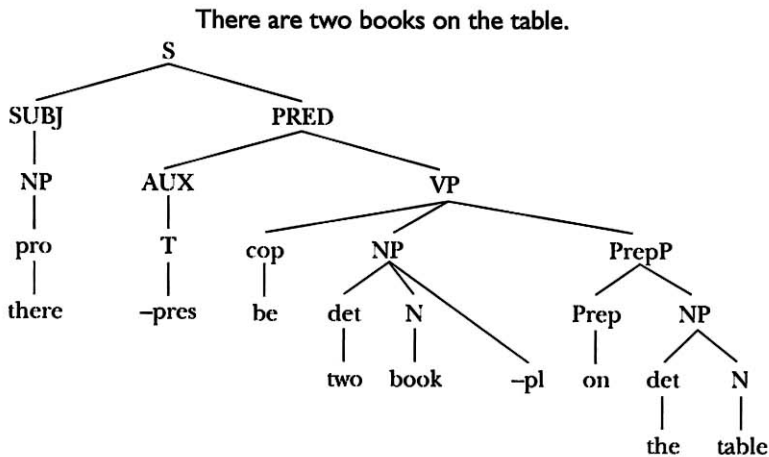 There are two books on the table.
S
SUBJ PRED
NP AUX VP
pro T cop NP PrepP
there –pres be det N Prep NP
two book –pl on det N
the table